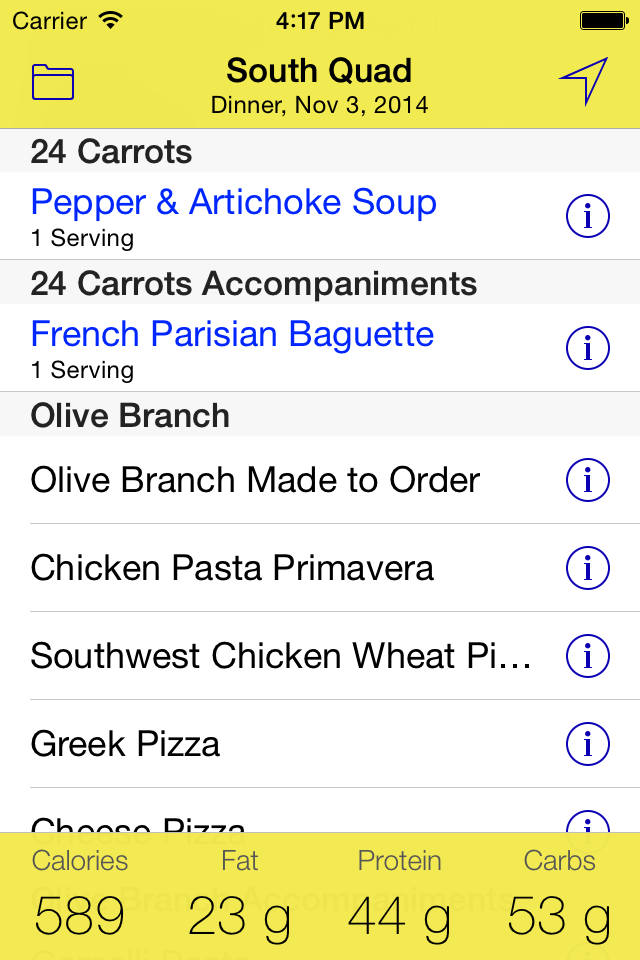 Carrier 4:17 PM
South Quad
Dinner, Nov 3, 2014
24 Carrots
Pepper & Artichoke Soup
1 Serving
24 Carrots Accompaniments
French Parisian Baguette
1 Serving
Olive Branch
Olive Branch Made to Order
Chicken Pasta Primavera
Southwest Chicken Wheat Pi...
Greek Pizza
Cheese Pizza
Calories Fat Protein Carbs
Olive Branch Accompaniments
589 23 g 44 g 53 g